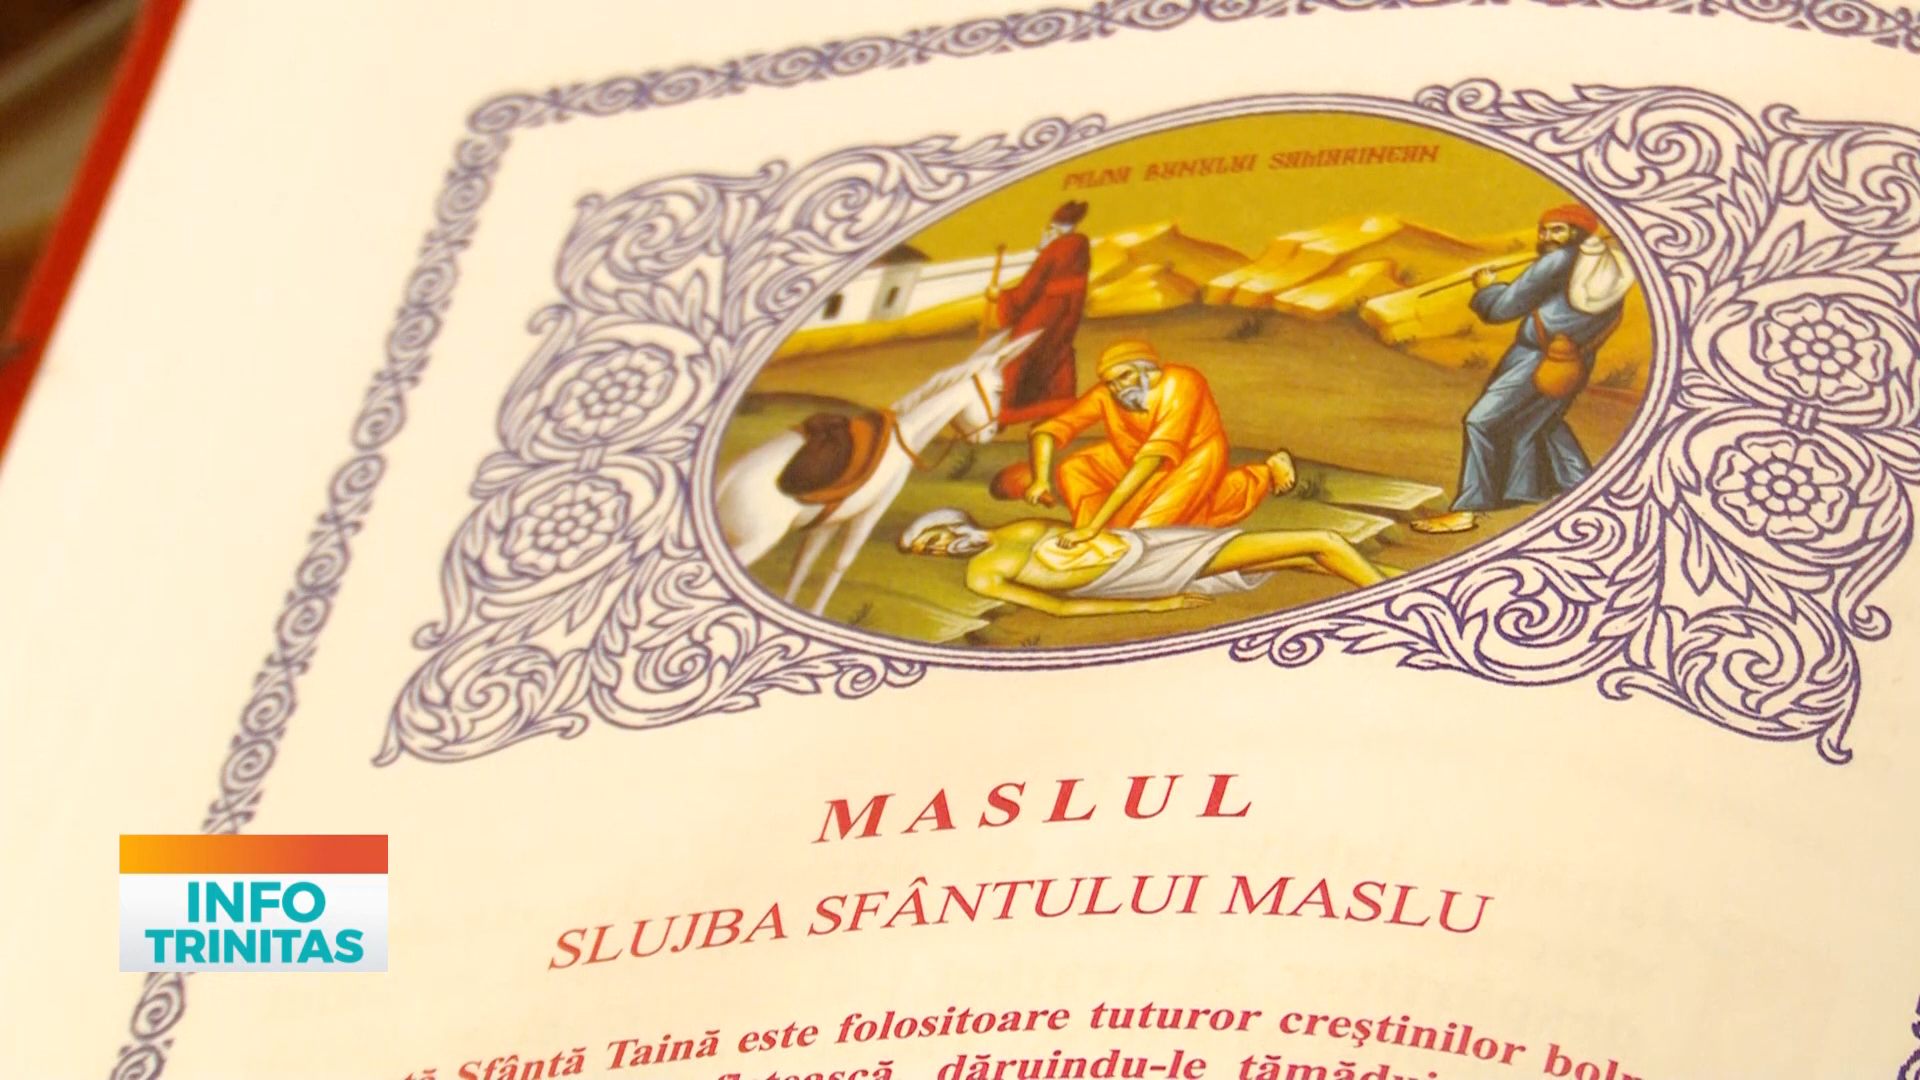 PILDA BUNULUI SAMARINEAN
MASLUL
SLUJBA SFÂNTULUI MASLU
Sfântă Taină este folositoare tuturor creştinilor
dăruindu-le
INFO
TRINITAS